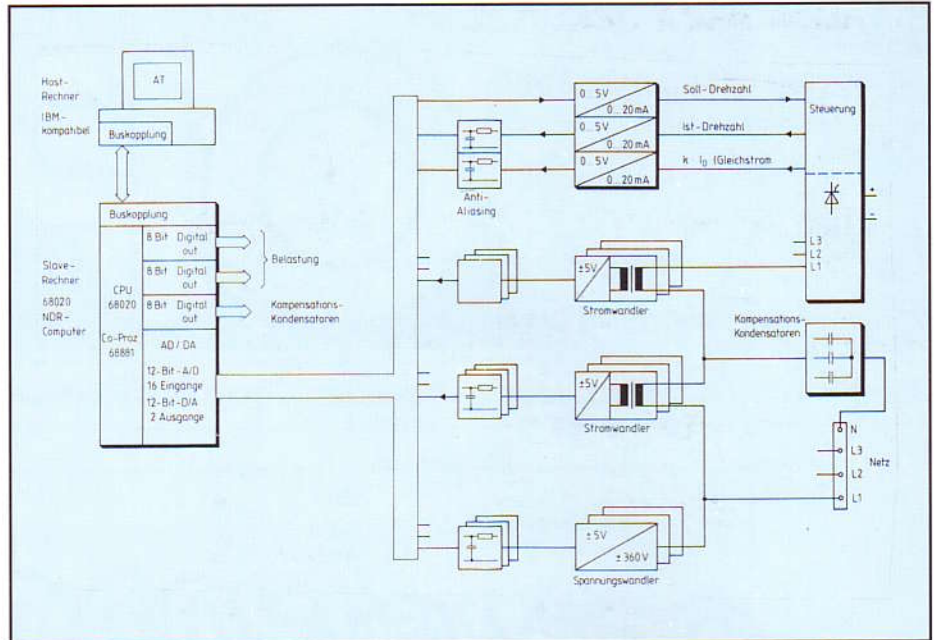 Host-
Rechner
IBM-
kompatibel
AT
Buskopplung
Buskopplung
Slave-
Rechner
68020
NDR-
Computer
CPU
68020
Co-Proz
68881
8 Bit Digital
out
8 Bit Digital
out
8 Bit Digital
out
AD / DA
12-Bit-A/D
16 Eingänge
12-Bit-D/A
2 Ausgänge
Belastung
Kompensations-
Kondensatoren
Anti-
Aliasing
0...5V
0...20mA
0...5V
0...20mA
0...5V
0...20mA
Soll-Drehzahl
Ist-Drehzahl
k · I0 (Gleichstrom
Steuerung
+
-
L3
L2
L1
±5V
Stromwandler
±5V
Stromwandler
±5V
±360V
Spannungswandler
Kompensations-
Kondensatoren
N
L3
L2
L1
Netz